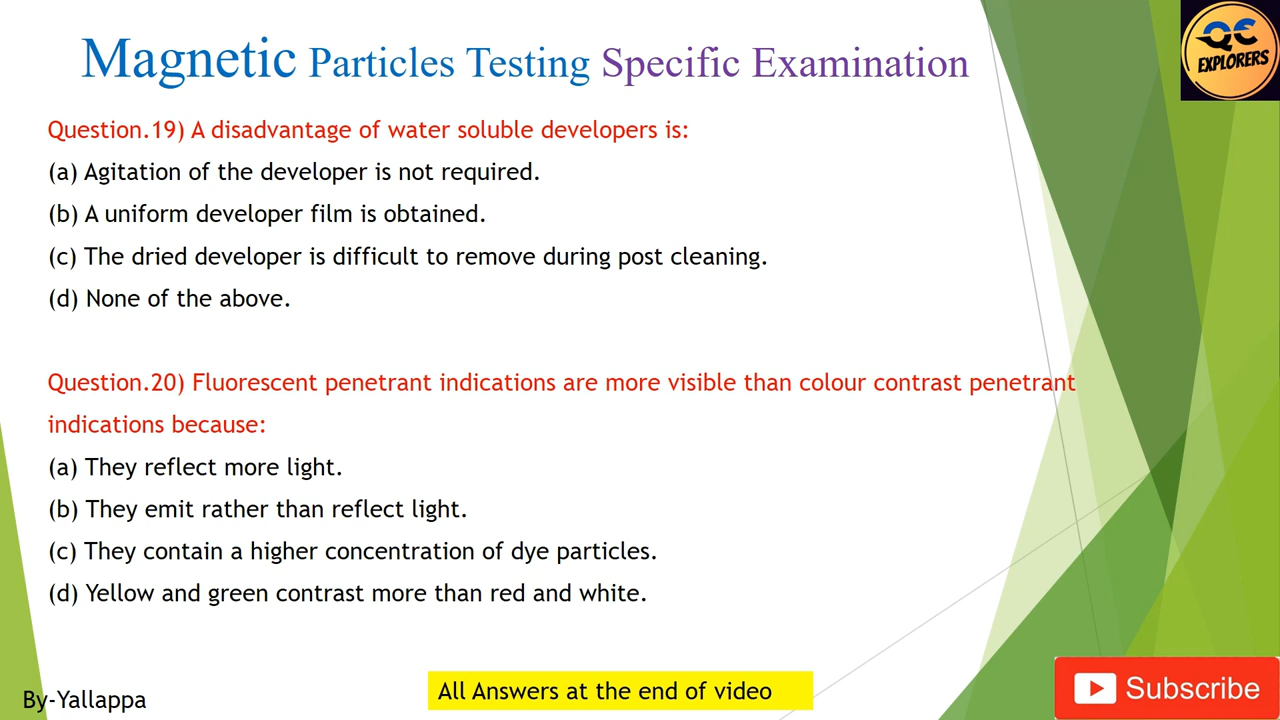 Magnetic Particles Testing Specific Examination
QC
EXPLORERS
Question.19) A disadvantage of water soluble developers is:
(a) Agitation of the developer is not required.
(b) A uniform developer film is obtained.
(c) The dried developer is difficult to remove during post cleaning.
(d) None of the above.
Question.20) Fluorescent penetrant indications are more visible than colour contrast penetrant
indications because:
(a) They reflect more light.
(b) They emit rather than reflect light.
(c) They contain a higher concentration of dye particles.
(d) Yellow and green contrast more than red and white.
By-Yallappa
All Answers at the end of video
Subscribe